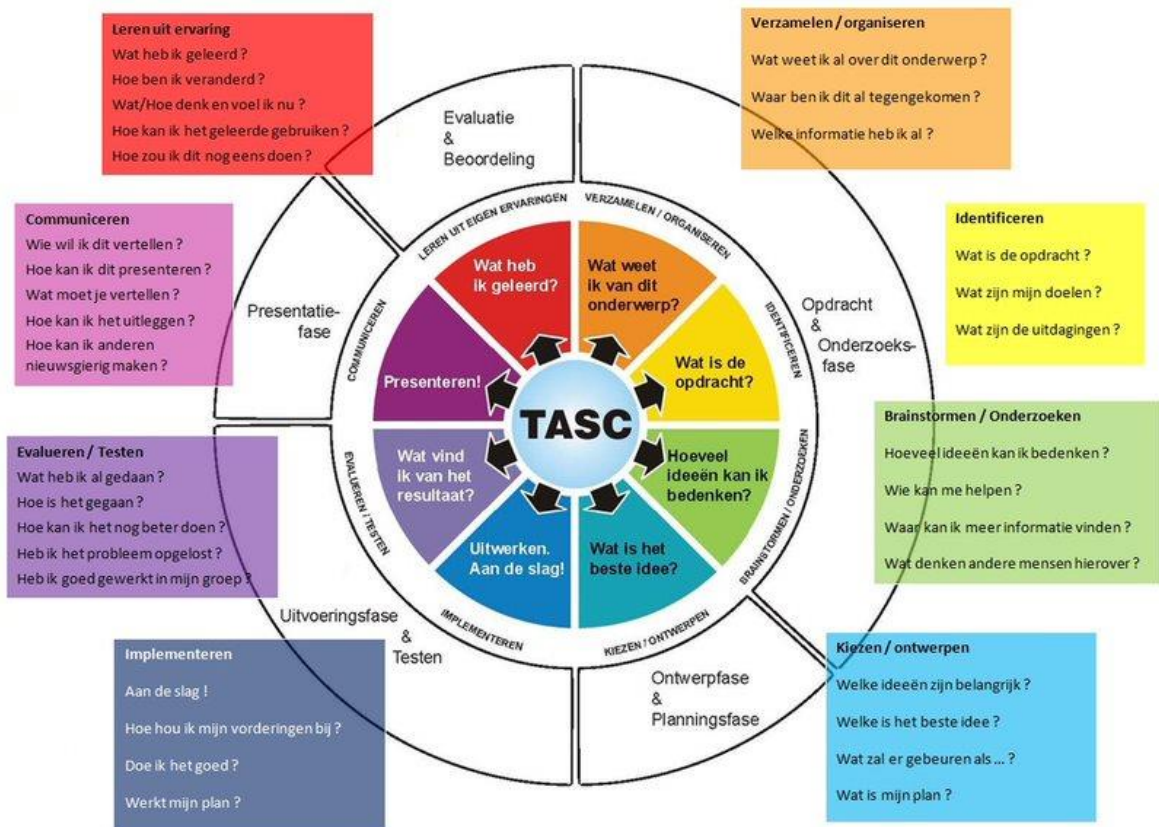 Leren uit ervaring
Wat heb ik geleerd ?
Hoe ben ik veranderd ?
Wat/Hoe denk en voel ik nu ?
Hoe kan ik het geleerde gebruiken ?
Hoe zou ik dit nog eens doen ?
Verzamelen / organiseren
Wat weet ik al over dit onderwerp ?
Waar ben ik dit al tegengekomen ?
Welke informatie heb ik al ?
Communiceren
Wie wil ik dit vertellen ?
Hoe kan ik dit presenteren ?
Wat moet je vertellen ?
Hoe kan ik het uitleggen ?
Hoe kan ik anderen
nieuwsgierig maken ?
Identificeren
Wat is de opdracht ?
Wat zijn mijn doelen ?
Wat zijn de uitdagingen ?
Evalueren / Testen
Wat heb ik al gedaan ?
Hoe is het gegaan ?
Hoe kan ik het nog beter doen ?
Heb ik het probleem opgelost ?
Heb ik goed gewerkt in mijn groep ?
Brainstormen / Onderzoeken
Hoeveel ideeën kan ik bedenken ?
Wie kan me helpen ?
Waar kan ik meer informatie vinden ?
Wat denken andere mensen hierover ?
Implementeren
Aan de slag !
Hoe hou ik mijn vorderingen bij ?
Doe ik het goed ?
Werkt mijn plan ?
Kiezen / ontwerpen
Welke ideeën zijn belangrijk ?
Welke is het beste idee ?
Wat zal er gebeuren als ... ?
Wat is mijn plan ?
Evaluatie
&
Beoordeling
Opdracht
&
Onderzoeks-
fase
Ontwerpfase
&
Planningsfase
Uitvoeringsfase
&
Testen
Presentatie-
fase
LEREN UIT EIGEN ERVARINGEN
VERZAMELEN / ORGANISEREN
IDENTIFICEREN
BRAINSTORMEN / ONDERZOEKEN
KIEZEN / ONTWERPEN
IMPLEMENTEREN
EVALUEREN / TESTEN
COMMUNICEREN
Wat heb
ik geleerd?
Wat weet
ik van dit
onderwerp?
Wat is de
opdracht?
Hoeveel
ideeën kan ik
bedenken?
Wat is het
beste idee?
Uitwerken.
Aan de slag!
Wat vind
ik van het
resultaat?
Presenteren!
TASC